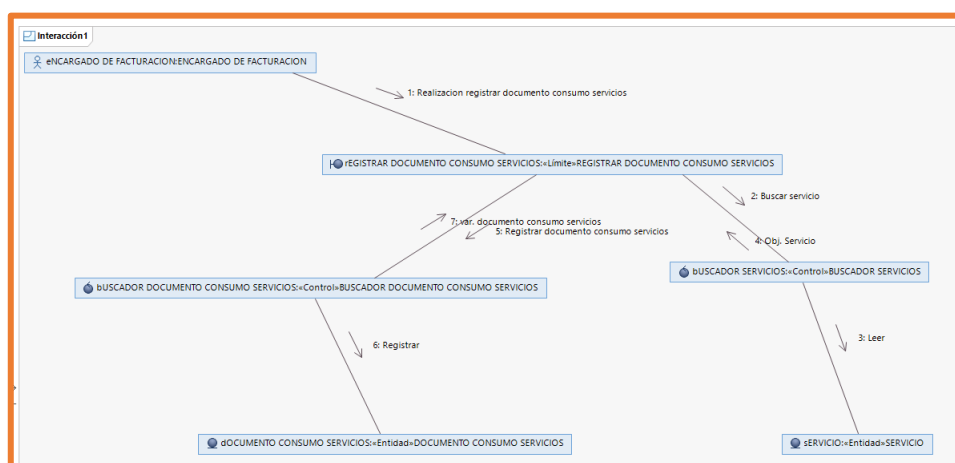 Interacción1
eNCARGADO DE FACTURACION:ENCARGADO DE FACTURACION
1: Realizacion registrar documento consumo servicios
rEGISTRAR DOCUMENTO CONSUMO SERVICIOS:«Límite»REGISTRAR DOCUMENTO CONSUMO SERVICIOS
2: Buscar servicio
7: var. documento consumo servicios
5: Registrar documento consumo servicios
4: Obj. Servicio
bUSCADOR SERVICIOS:«Control»BUSCADOR SERVICIOS
bUSCADOR DOCUMENTO CONSUMO SERVICIOS:«Control»BUSCADOR DOCUMENTO CONSUMO SERVICIOS
3: Leer
6: Registrar
dOCUMENTO CONSUMO SERVICIOS:«Entidad»DOCUMENTO CONSUMO SERVICIOS
sERVICIO:«Entidad»SERVICIO